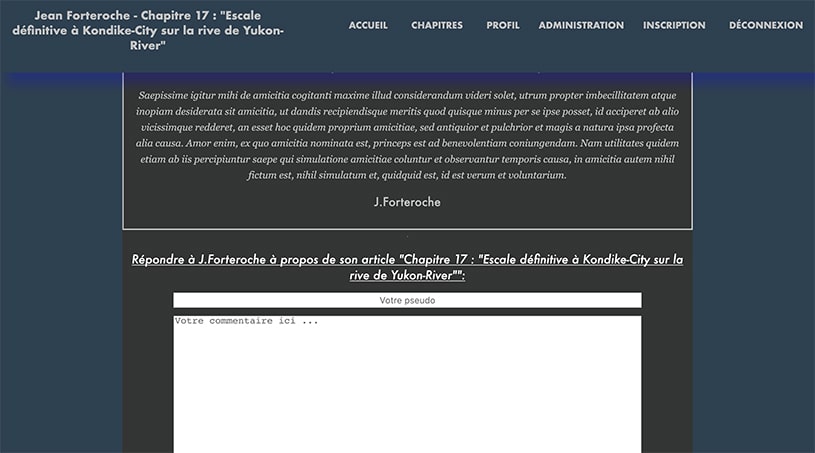 Jean Forteroche - Chapitre 17 : "Escale
définitive à Kondike-City sur la rive de Yukon-
River"
ACCUEIL CHAPITRES PROFIL ADMINISTRATION INSCRIPTION DÉCONNEXION
Saepissime igitur mihi de amicitia cogitanti maxime illud considerandum videri solet, utrum propter imbecillitatem atque
inopiam desiderata sit amicitia, ut dandis recipiendisque meritis quod quisque minus per se ipse posset, id acciperet ab alio
vicissimque redderet, an esset hoc quidem proprium amicitiae, sed antiquior et pulchrior et magis a natura ipsa profecta
alia causa. Amor enim, ex quo amicitia nominata est, princeps est ad benevolentiam coniungendam. Nam utilitates quidem
etiam ab iis percipiuntur saepe qui simulatione amicitiae coluntur et observantur temporis causa, in amicitia autem nihil
fictum est, nihil simulatum et, quidquid est, id est verum et voluntarium.
J.Forteroche
Répondre à J.Forteroche à propos de son article "Chapitre 17 : "Escale définitive à Kondike-City sur la
rive de Yukon-River"":
Votre pseudo
Votre commentaire ici ...